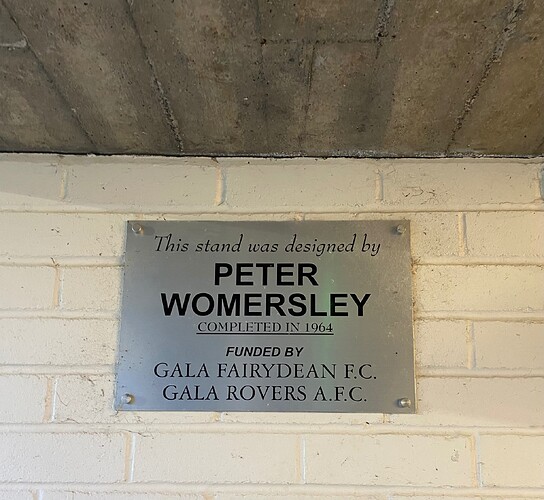 This stand was designed by
PETER
WOMERSLEY
COMPLETED IN 1964
FUNDED BY
GALA FAIRYDEAN F.C.
GALA ROVERS A.F.C.